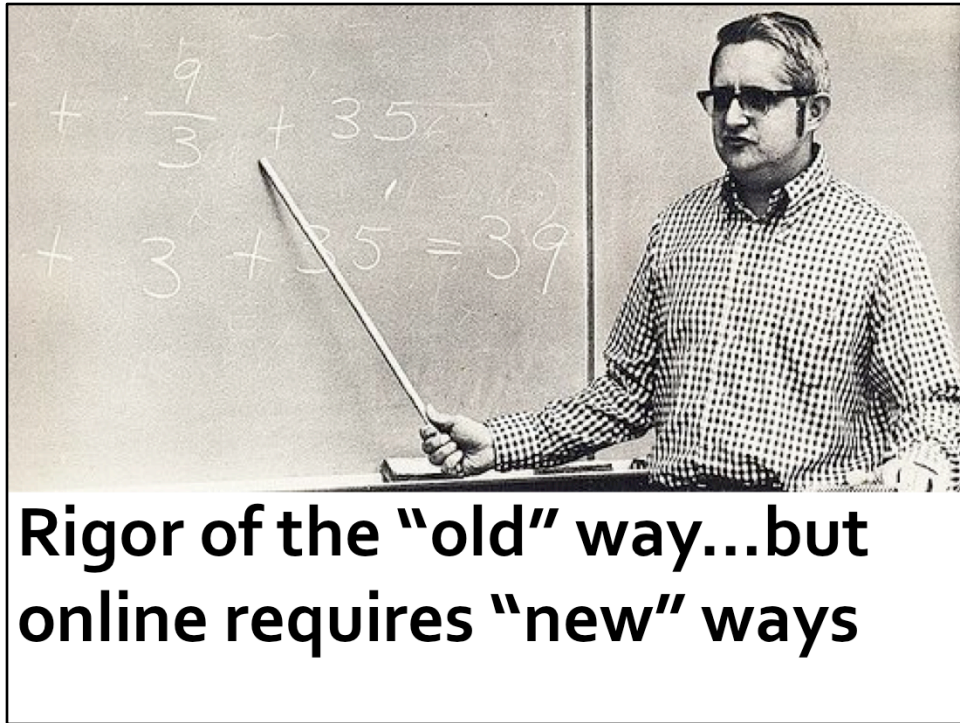 + 9/3 + 35
+ 3 + 35 = 39
Rigor of the “old” way...but
online requires “new” ways